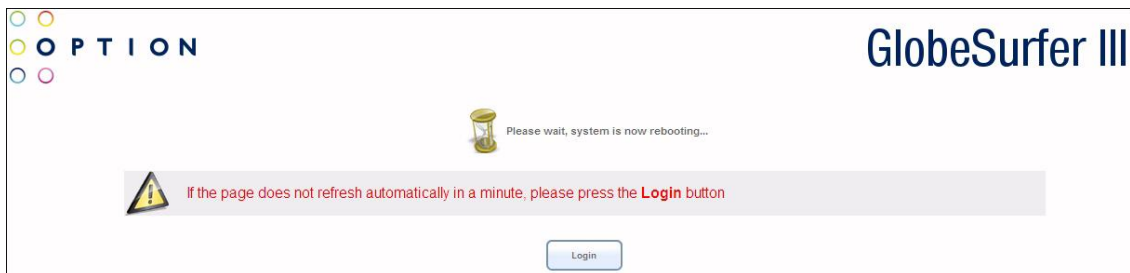 OPTION
GlobeSurfer III
Please wait, system is now rebooting...
If the page does not refresh automatically in a minute, please press the Login button
Login